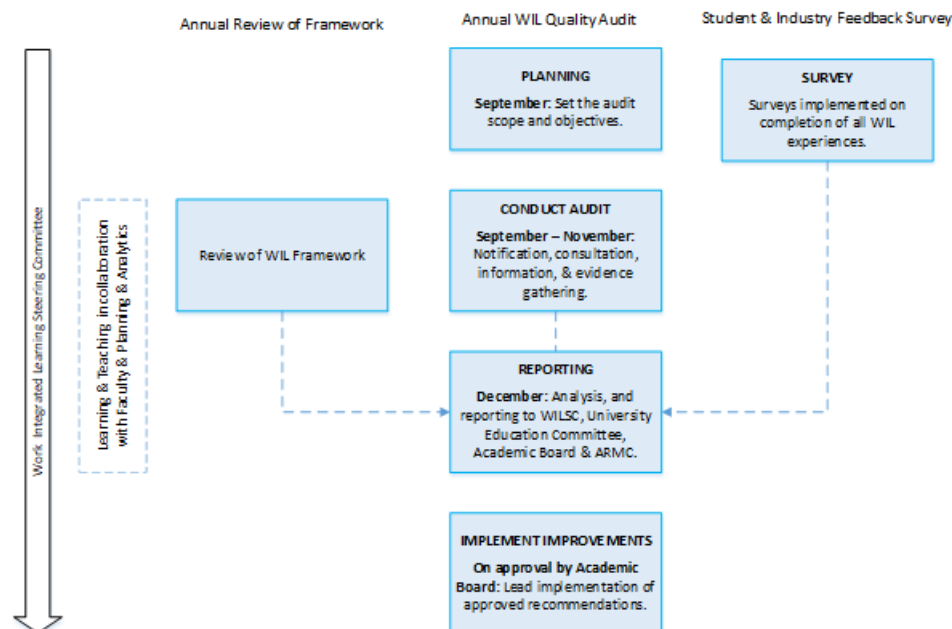 Annual Review of Framework
Annual WIL Quality Audit
Student & Industry Feedback Survey
PLANNING
September: Set the audit
scope and objectives.
SURVEY
Surveys implemented on
completion of all WIL
experiences.
Work Integrated Learning Steering Committee
Learning & Teaching in collaboration
with Faculty & Planning & Analytics
Review of WIL Framework
CONDUCT AUDIT
September – November:
Notification, consultation,
information, & evidence
gathering.
REPORTING
December: Analysis, and
reporting to WILSC, University
Education Committee,
Academic Board & ARMC.
IMPLEMENT IMPROVEMENTS
On approval by Academic
Board: Lead implementation of
approved recommendations.